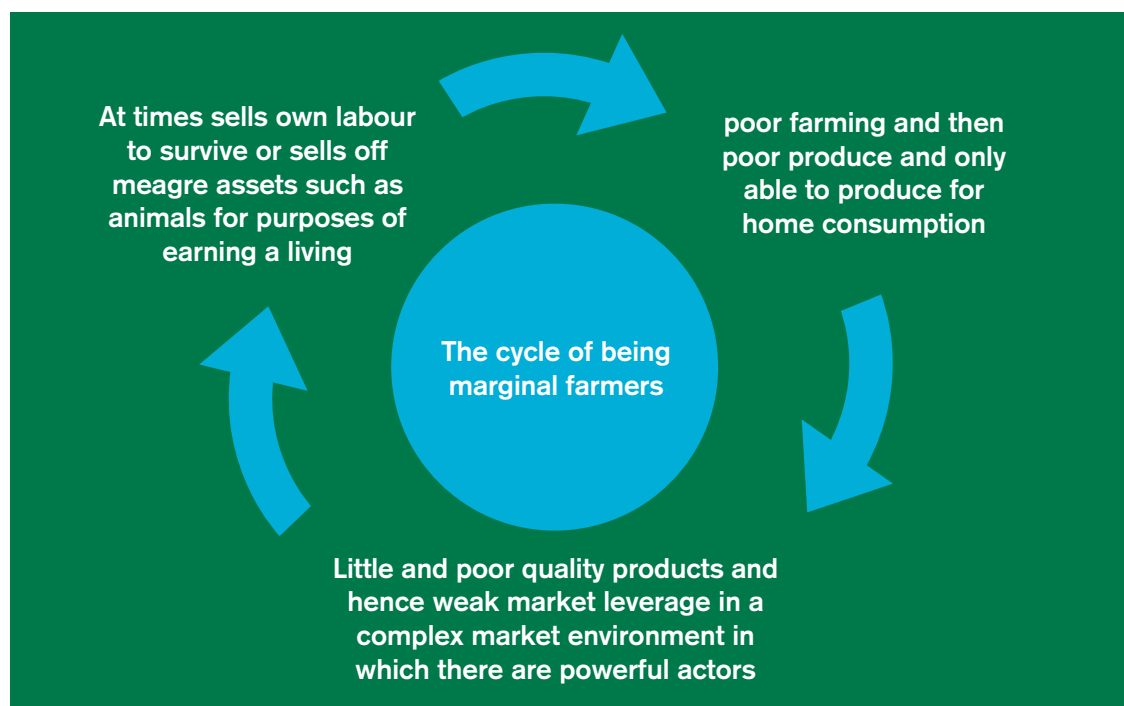 At times sells own labour
to survive or sells off
meagre assets such as
animals for purposes of
earning a living
poor farming and then
poor produce and only
able to produce for
home consumption
The cycle of being
marginal farmers
Little and poor quality products and
hence weak market leverage in a
complex market environment in
which there are powerful actors